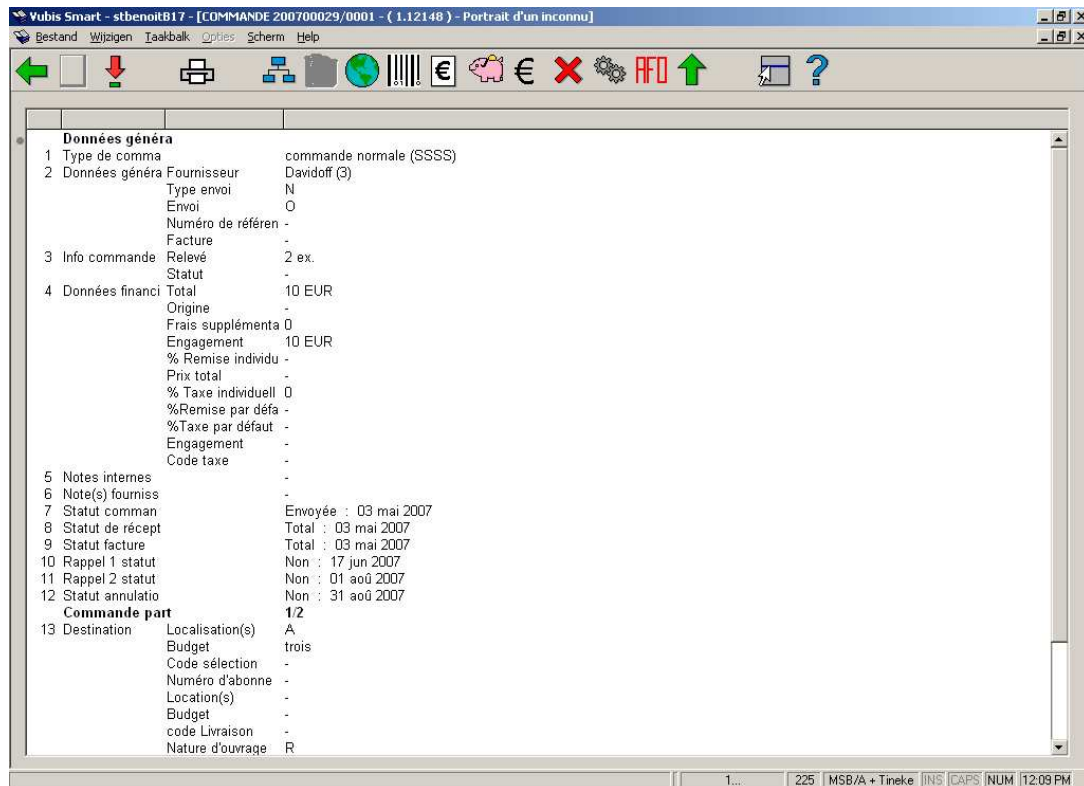 Vubis Smart - stbenoitB17 - [COMMANDE 200700029/0001 - ( 1.12148 ) - Portrait d'un inconnu]
Bestand Wijzigen Taakbalk Opties Scherm Help
€ € AFO ?
Données généra
1 Type de comma commande normale (SSSS)
2 Données généra Fournisseur Davidoff (3)
Type envoi N
Envoi O
Numéro de référen -
Facture -
3 Info commande Relevé 2 ex.
Statut -
4 Données financi Total 10 EUR
Origine -
Frais supplémenta 0
Engagement 10 EUR
% Remise individu -
Prix total -
% Taxe individuell 0
%Remise par défa -
%Taxe par défaut -
Engagement -
Code taxe -
5 Notes internes -
6 Note(s) fourniss -
7 Statut comman Envoyée : 03 mai 2007
8 Statut de récept Total : 03 mai 2007
9 Statut facture Total : 03 mai 2007
10 Rappel 1 statut Non : 17 jun 2007
11 Rappel 2 statut Non : 01 aoû 2007
12 Statut annulatio Non : 31 aoû 2007
Commande part 1/2
13 Destination Localisation(s) A
Budget trois
Code sélection -
Numéro d'abonne -
Location(s) -
Budget -
code Livraison -
Nature d'ouvrage R
1... 225 MSB/A + Tineke INS CAPS NUM 12:09 PM